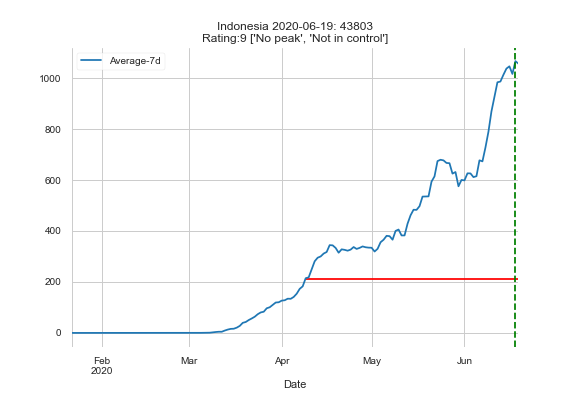 Indonesia 2020-06-19: 43803
Rating:9 ['No peak', 'Not in control']
Average-7d
1000
800
600
400
200
0
Feb
2020
Mar
Apr
May
Jun
Date